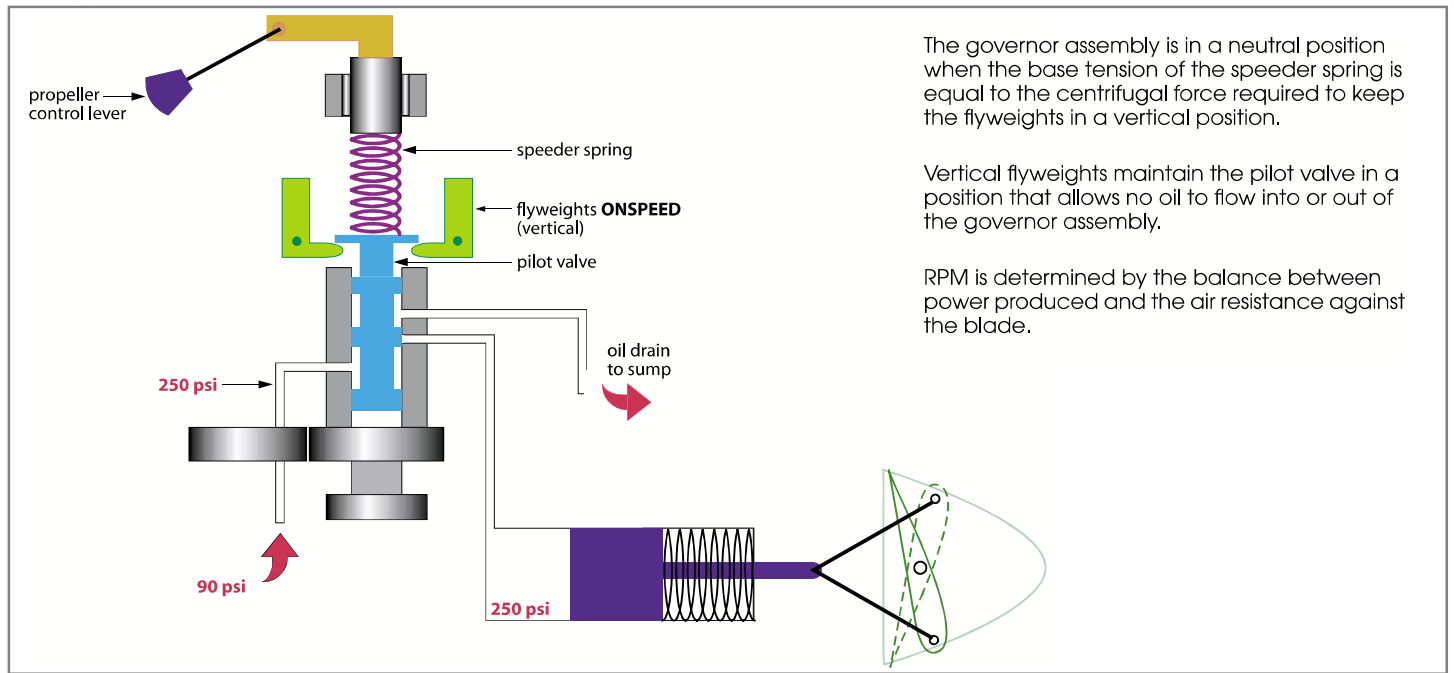 propeller
control lever
speeder spring
flyweights ONSPEED
(vertical)
pilot valve
250 psi
oil drain
to sump
90 psi
250 psi
The governor assembly is in a neutral position
when the base tension of the speeder spring is
equal to the centrifugal force required to keep
the flyweights in a vertical position.
Vertical flyweights maintain the pilot valve in a
position that allows no oil to flow into or out of
the governor assembly.
RPM is determined by the balance between
power produced and the air resistance against
the blade.